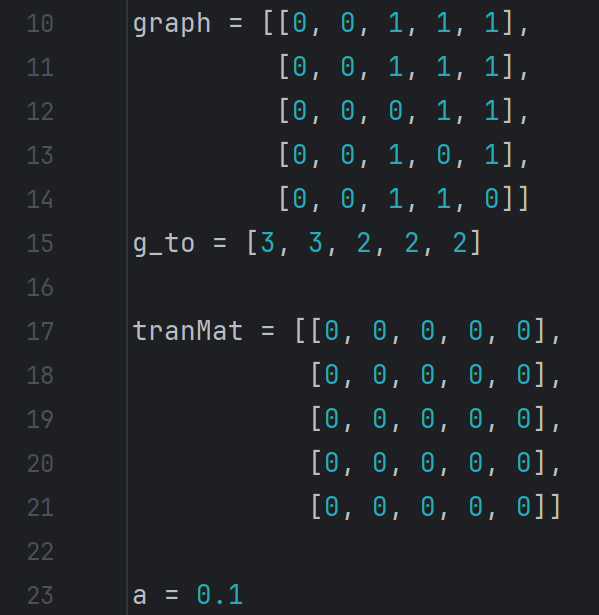 10 graph = [[0, 0, 1, 1, 1],
11 [0, 0, 1, 1, 1],
12 [0, 0, 0, 1, 1],
13 [0, 0, 1, 0, 1],
14 [0, 0, 1, 1, 0]]
15 g_to = [3, 3, 2, 2, 2]
16
17 tranMat = [[0, 0, 0, 0, 0],
18 [0, 0, 0, 0, 0],
19 [0, 0, 0, 0, 0],
20 [0, 0, 0, 0, 0],
21 [0, 0, 0, 0, 0]]
22
23 a = 0.1